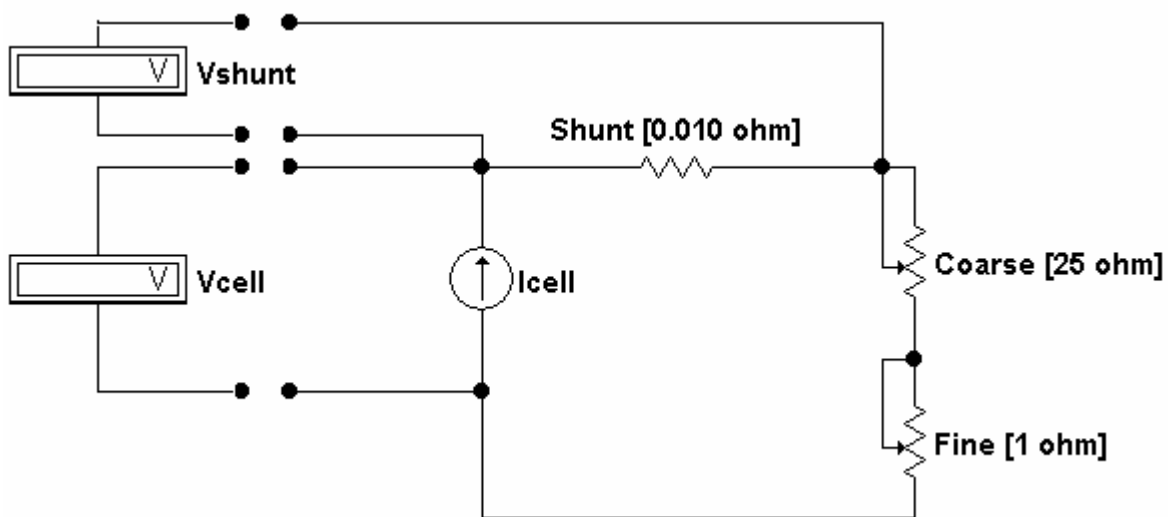 V
Vshunt
Shunt [0.010 ohm]
V
Vcell
Icell
Coarse [25 ohm]
Fine [1 ohm]